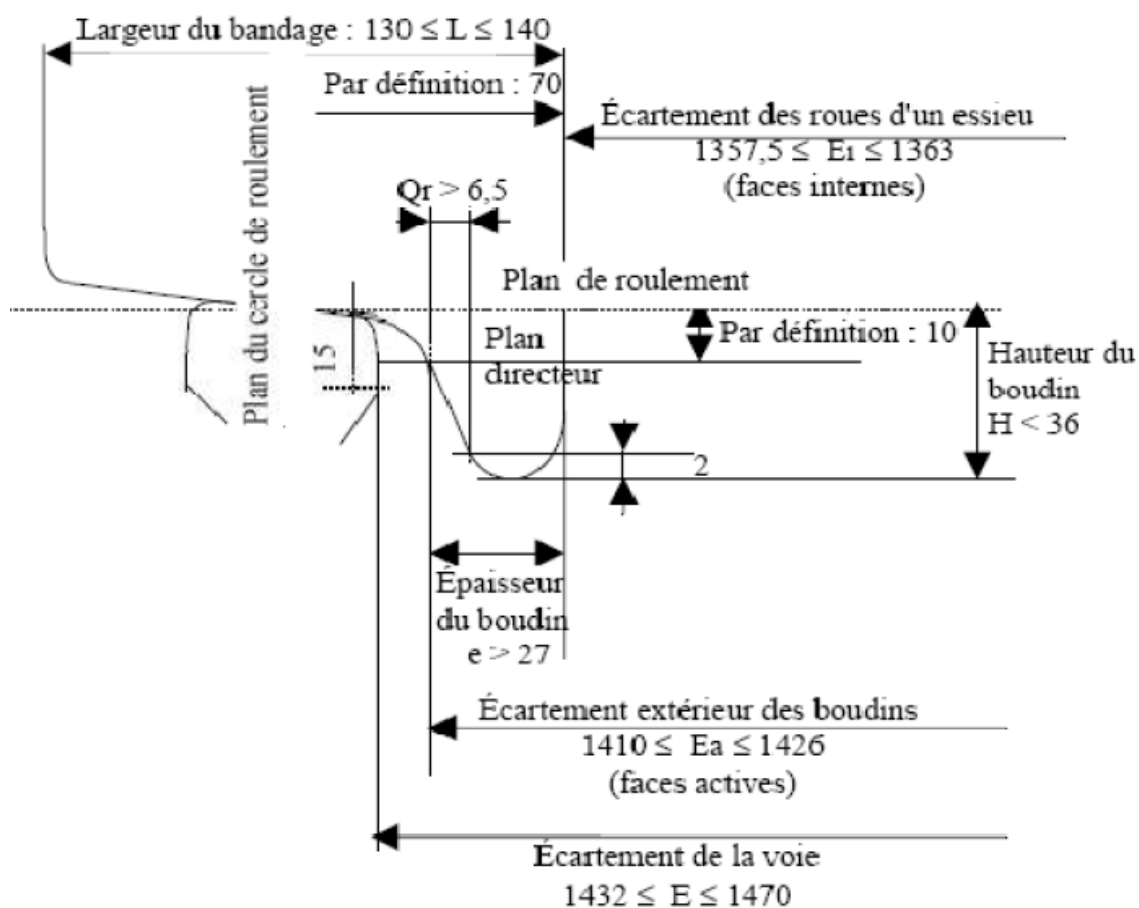 Largeur du bandage : 130 ≤ L ≤ 140
Par définition : 70
Plan du cercle de roulement
Écartement des roues d'un essieu
1357,5 ≤ E1 ≤ 1363
(faces internes)
Qr > 6,5
Plan de roulement
Par définition : 10
Plan
directeur
15
Hauteur du
boudin
H < 36
2
Épaisseur
du boudin
e > 27
Écartement extérieur des boudins
1410 ≤ Ea ≤ 1426
(faces actives)
Écartement de la voie
1432 ≤ E ≤ 1470